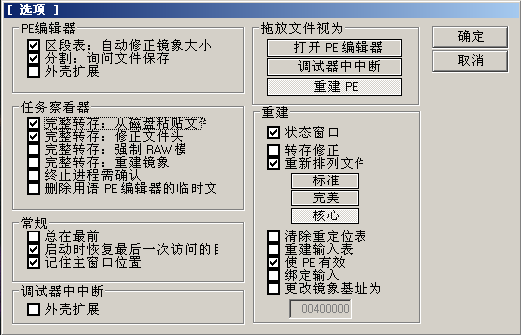 [ 选项 ]
PE编辑器
区段表：自动修正镜象大小
分割：询问文件保存
外壳扩展
任务察看器
完整转存：从磁盘粘贴文件
完整转存：修正文件头
完整转存：强制 RAW 模
完整转存：重建镜象
终止进程需确认
删除用语 PE 编辑器的临时文
常规
总在最前
启动时恢复最后一次访问的目
记住主窗口位置
调试器中中断
外壳扩展
拖放文件视为
打开 PE 编辑器
调试器中中断
重建 PE
重建
状态窗口
转存修正
重新排列文件
标准
完美
核心
清除重定位表
重建输入表
使 PE 有效
绑定输入
更改镜象基址为
00400000
确定
取消